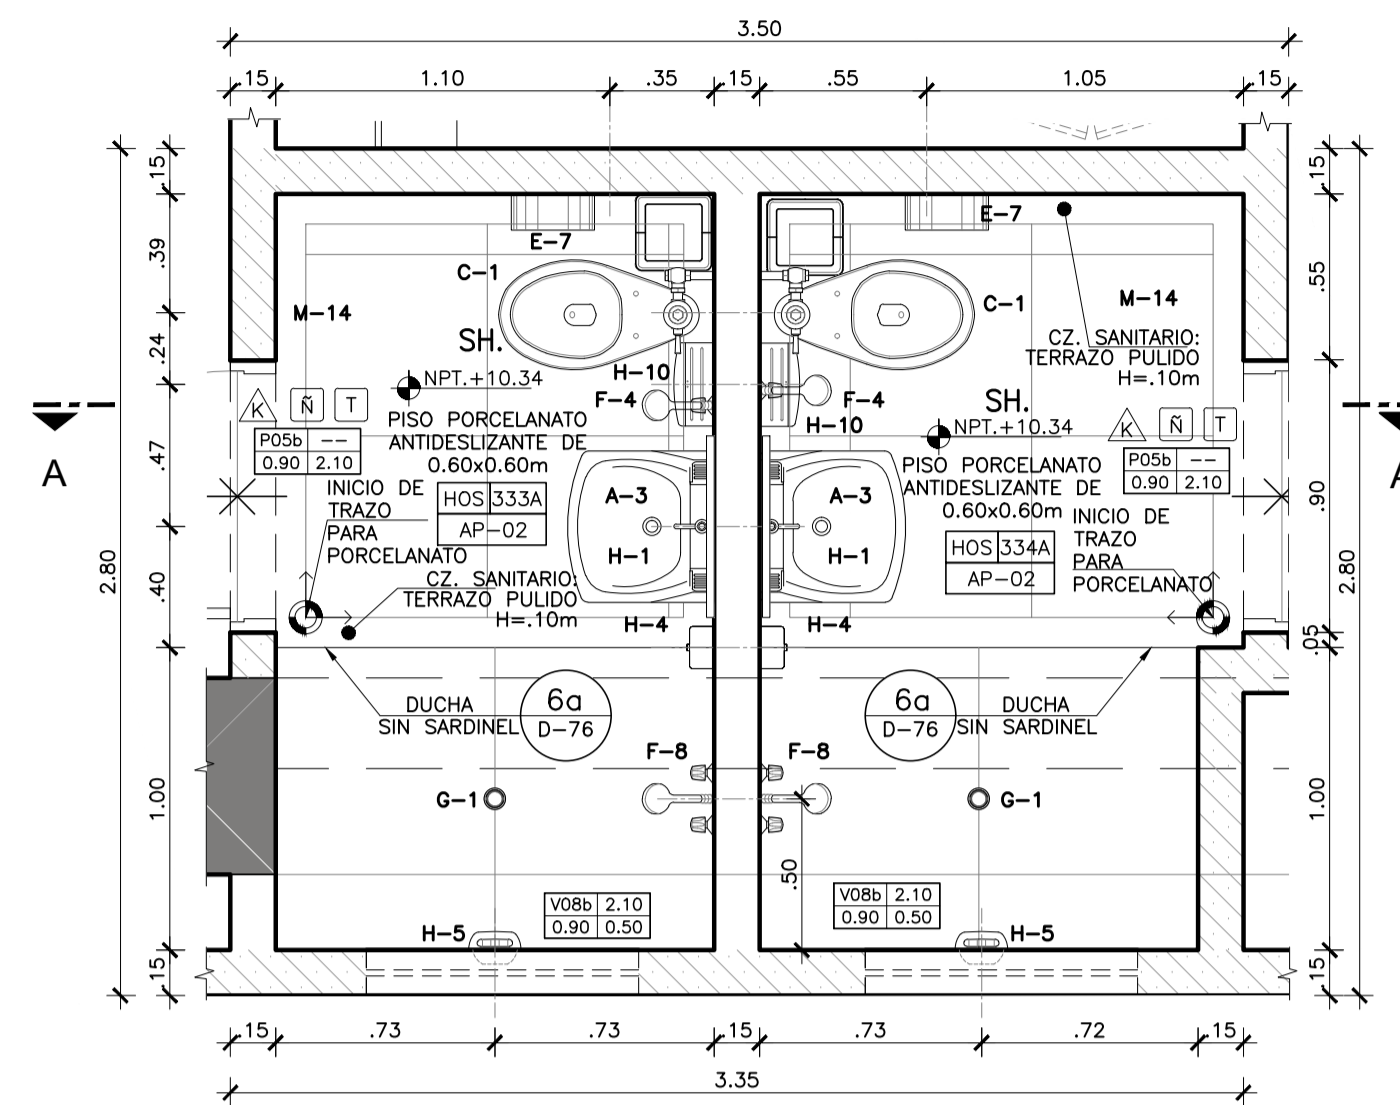 3.50
.15 1.10 .35 .15 .55 1.05 .15
.15
.39
.24
.47
.40
1.00
.15
2.80
A
E-7
C-1
M-14
SH.
NPT.+10.34
H-10
F-4
K Ñ T
P05b --
0.90 2.10
PISO PORCELANATO
ANTIDESLIZANTE DE
0.60x0.60m
INICIO DE
TRAZO
PARA
PORCELANATO
HOS 333A
AP-02
A-3
H-1
CZ. SANITARIO:
TERRAZO PULIDO
H=.10m
H-4
DUCHA
SIN SARDINEL
6a
D-76
F-8
G-1
V08b 2.10
0.90 0.50
H-5
E-7
C-1
M-14
CZ. SANITARIO:
TERRAZO PULIDO
H=.10m
F-4
H-10
SH.
NPT.+10.34
K Ñ T
P05b --
0.90 2.10
PISO PORCELANATO
ANTIDESLIZANTE DE
0.60x0.60m
A-3
H-1
INICIO DE
TRAZO
PARA
PORCELANATO
HOS 334A
AP-02
H-4
6a
D-76
DUCHA
SIN SARDINEL
F-8
G-1
.50
V08b 2.10
0.90 0.50
H-5
.15
.55
.90
.05
1.00
.15
2.80
.15 .73 .73 .15 .73 .72 .15
3.35